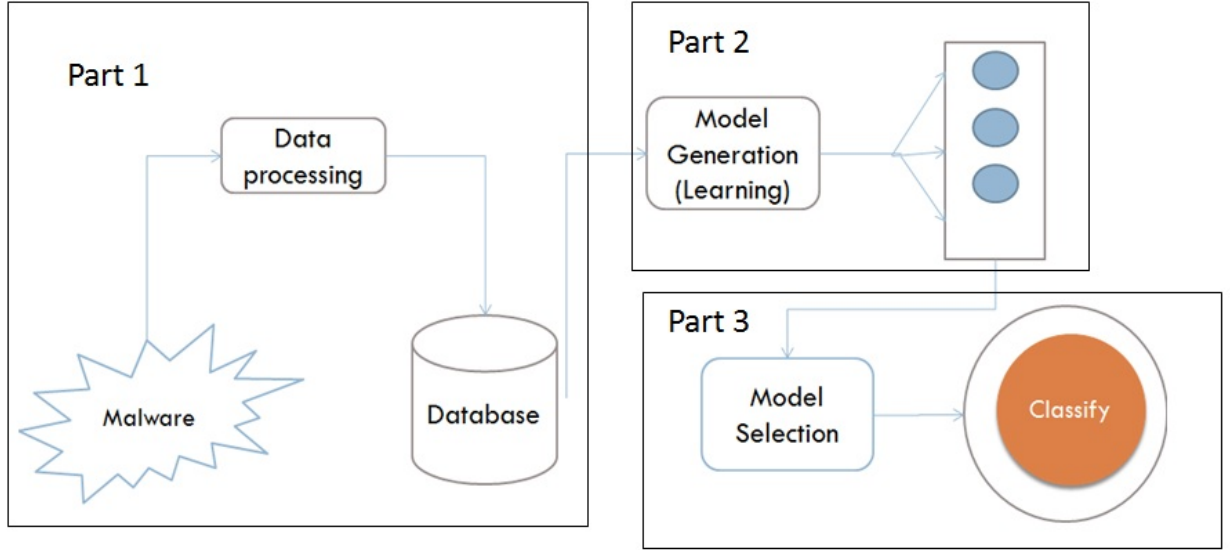 Part 1
Data
processing
Malware
Database
Part 2
Model
Generation
(Learning)
Part 3
Model
Selection
Classify